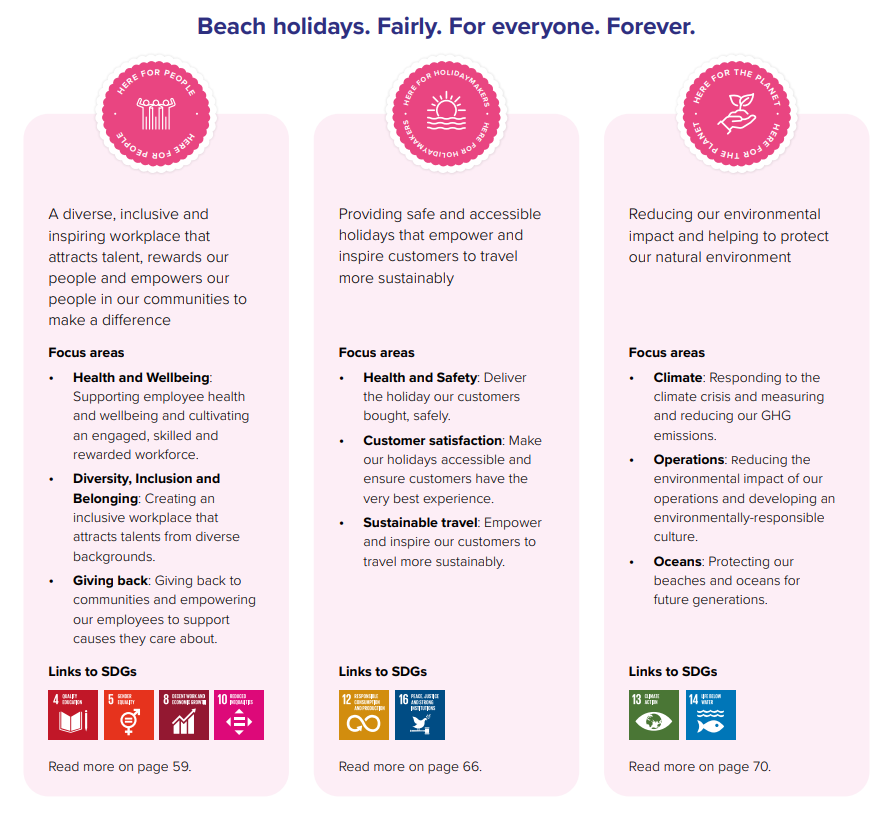 Beach holidays. Fairly. For everyone. Forever.
HERE FOR PEOPLE
HERE FOR PEOPLE
A diverse, inclusive and
inspiring workplace that
attracts talent, rewards our
people and empowers our
people in our communities to
make a difference
Focus areas
• Health and Wellbeing:
Supporting employee health
and wellbeing and cultivating
an engaged, skilled and
rewarded workforce.
• Diversity, Inclusion and
Belonging: Creating an
inclusive workplace that
attracts talents from diverse
backgrounds.
• Giving back: Giving back to
communities and empowering
our employees to support
causes they care about.
Links to SDGs
4 QUALITY
EDUCATION
5 GENDER
EQUALITY
8 DECENT WORK AND
ECONOMIC GROWTH
10 REDUCED
INEQUALITIES
Read more on page 59.
HERE FOR HOLIDAYMAKERS
HERE FOR HOLIDAYMAKERS
Providing safe and accessible
holidays that empower and
inspire customers to travel
more sustainably
Focus areas
• Health and Safety: Deliver
the holiday our customers
bought, safely.
• Customer satisfaction: Make
our holidays accessible and
ensure customers have the
very best experience.
• Sustainable travel: Empower
and inspire our customers to
travel more sustainably.
Links to SDGs
12 RESPONSIBLE
CONSUMPTION
AND PRODUCTION
16 PEACE, JUSTICE
AND STRONG
INSTITUTIONS
Read more on page 66.
HERE FOR THE PLANET
HERE FOR THE PLANET
Reducing our environmental
impact and helping to protect
our natural environment
Focus areas
• Climate: Responding to the
climate crisis and measuring
and reducing our GHG
emissions.
• Operations: Reducing the
environmental impact of our
operations and developing an
environmentally-responsible
culture.
• Oceans: Protecting our
beaches and oceans for
future generations.
Links to SDGs
13 CLIMATE
ACTION
14 LIFE BELOW
WATER
Read more on page 70.